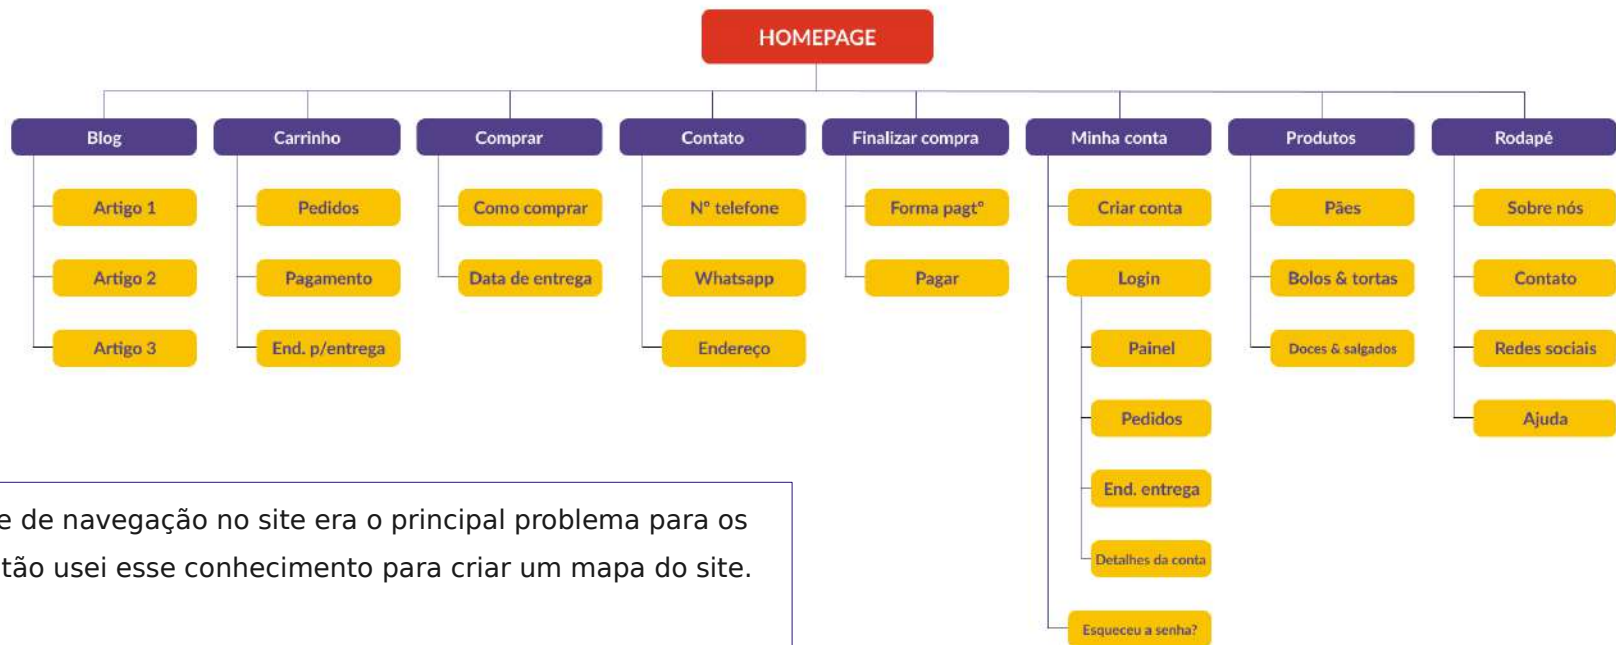 HOMEPAGE
Blog
Artigo 1
Artigo 2
Artigo 3
Carrinho
Pedidos
Pagamento
End. p/entrega
Comprar
Como comprar
Data de entrega
Contato
N° telefone
Whatsapp
Endereço
Finalizar compra
Forma pagt°
Pagar
Minha conta
Criar conta
Login
Painel
Pedidos
End. entrega
Detalhes da conta
Esqueceu a senha?
Produtos
Pães
Bolos & tortas
Doces & salgados
Rodapé
Sobre nós
Contato
Redes sociais
Ajuda
de navegação no site era o principal problema para os
usei esse conhecimento para criar um mapa do site.